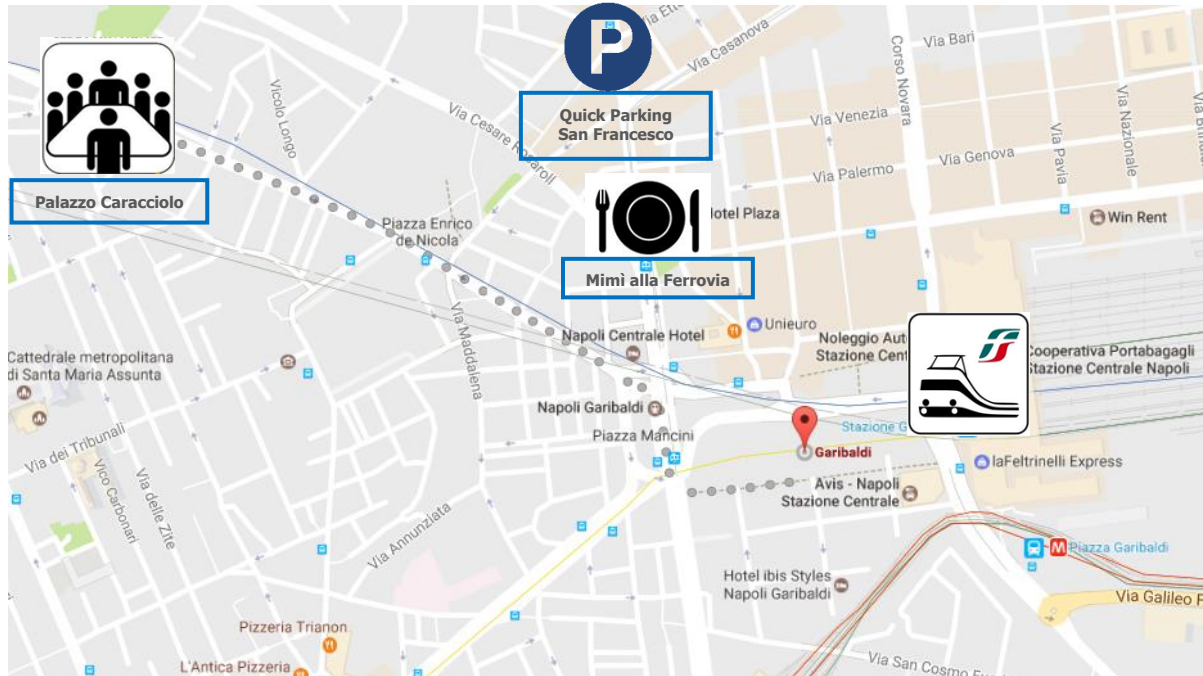 Via Casanova
Corso Novara
Via Bari
P
Quick Parking
San Francesco
Vicolo Longo
Via Cesare Rosaroll
Via Venezia
Via Nazionale
Via Pavia
Via Genova
Via Palermo
Palazzo Caracciolo
Hotel Plaza
Win Rent
Piazza Enrico
de Nicola
Mimì alla Ferrovia
Via Maddalena
Napoli Centrale Hotel
Unieuro
Noleggio Aut
Stazione Cent
Cooperativa Portabagagli
Stazione Centrale Napoli
Cattedrale metropolitana
di Santa Maria Assunta
Napoli Garibaldi
Piazza Mancini
Stazione G
Garibaldi
Via dei Tribunali
Vico Carbonari
Via delle Zite
laFeltrinelli Express
Avis - Napoli
Stazione Centrale
Via Annunziata
M
Piazza Garibaldi
Hotel ibis Styles
Napoli Garibaldi
Via Galileo F
Pizzeria Trianon
L'Antica Pizzeria
Via San Cosmo